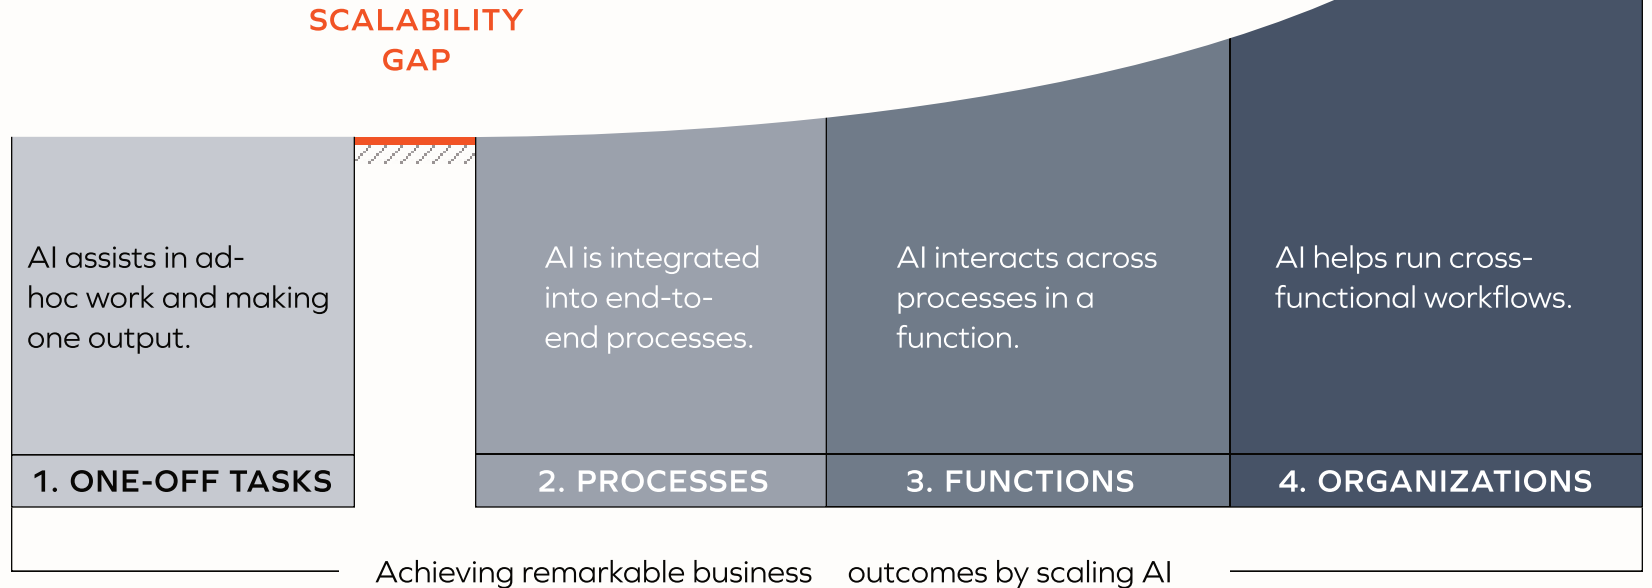 SCALABILITY
GAP
AI assists in ad-
hoc work and making
one output.
AI is integrated
into end-to-
end processes.
AI interacts across
processes in a
function.
AI helps run cross-
functional workflows.
1. ONE-OFF TASKS
2. PROCESSES
3. FUNCTIONS
4. ORGANIZATIONS
Achieving remarkable business outcomes by scaling AI